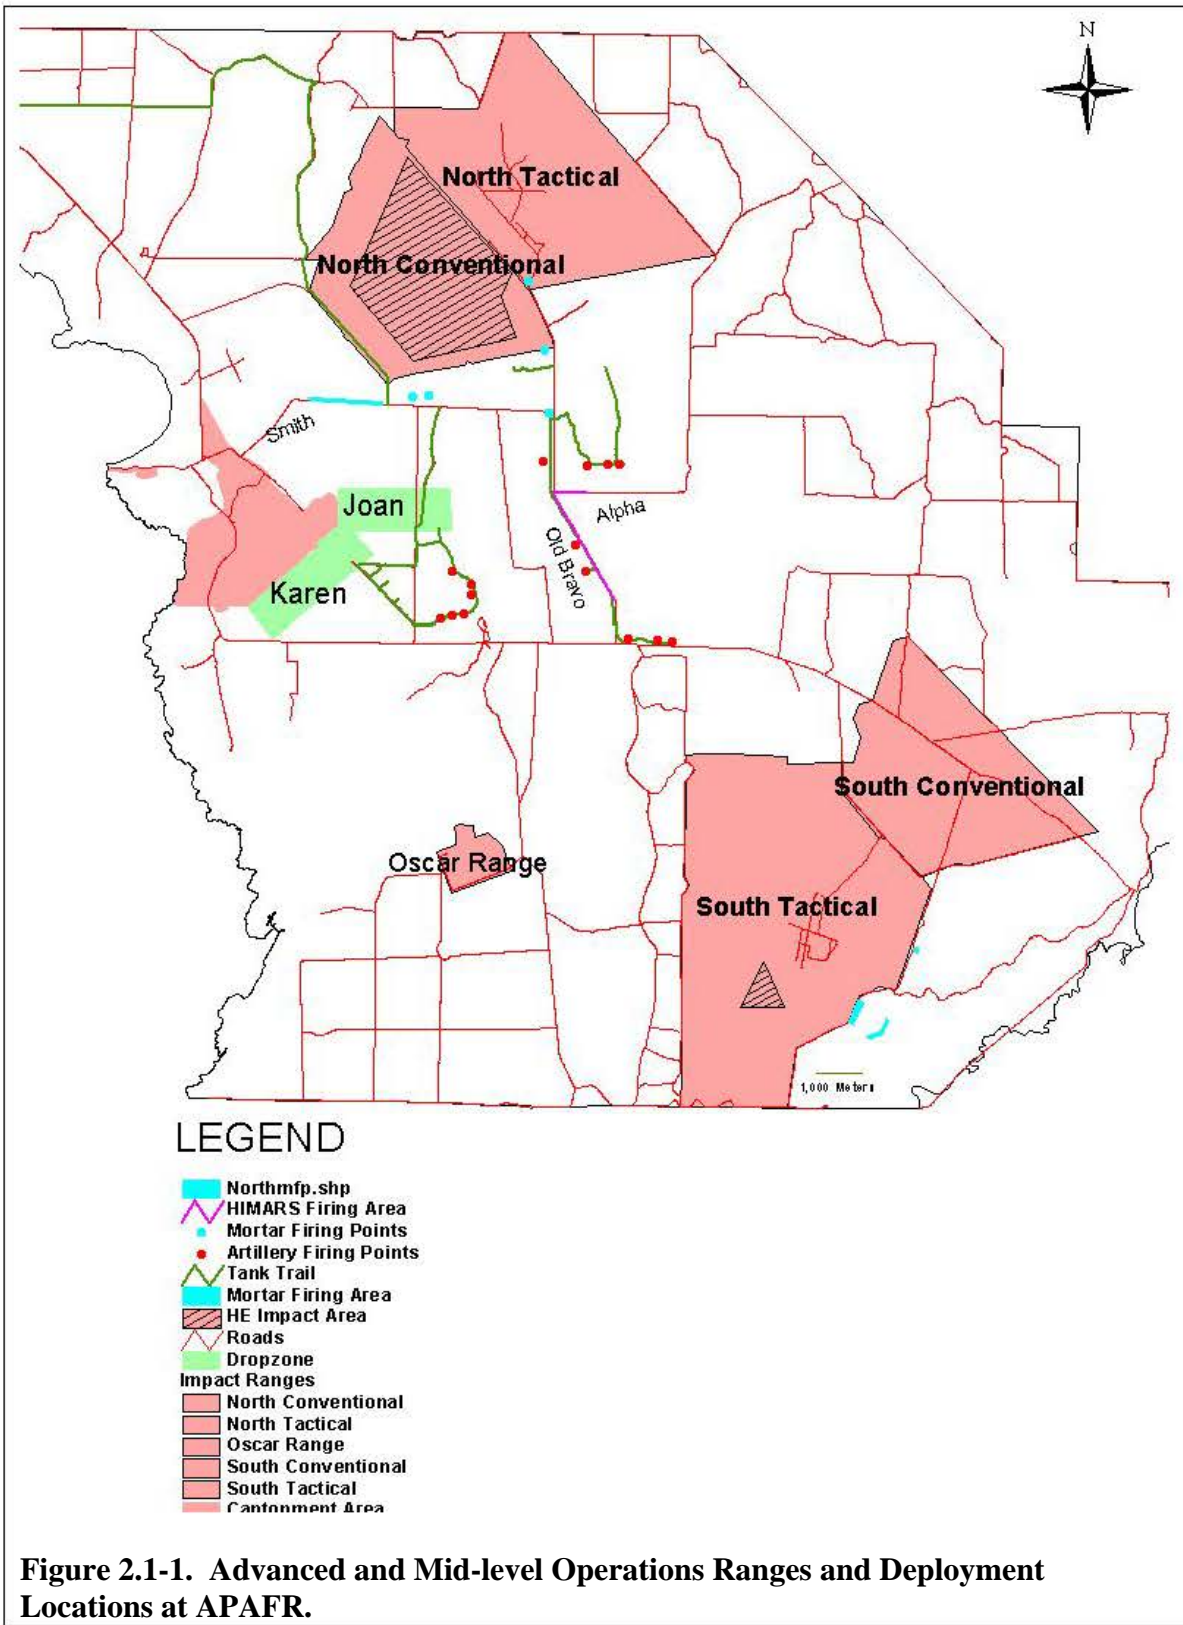 N
North Tactical
North Conventional
Smith
Joan
Alpha
Old Bravo
Karen
South Conventional
Oscar Range
South Tactical
1,000 Meters
LEGEND
Northmfp.shp
HIMARS Firing Area
Mortar Firing Points
Artillery Firing Points
Tank Trail
Mortar Firing Area
HE Impact Area
Roads
Dropzone
Impact Ranges
North Conventional
North Tactical
Oscar Range
South Conventional
South Tactical
Cantonment Area
Figure 2.1-1. Advanced and Mid-level Operations Ranges and Deployment
Locations at APAFR.